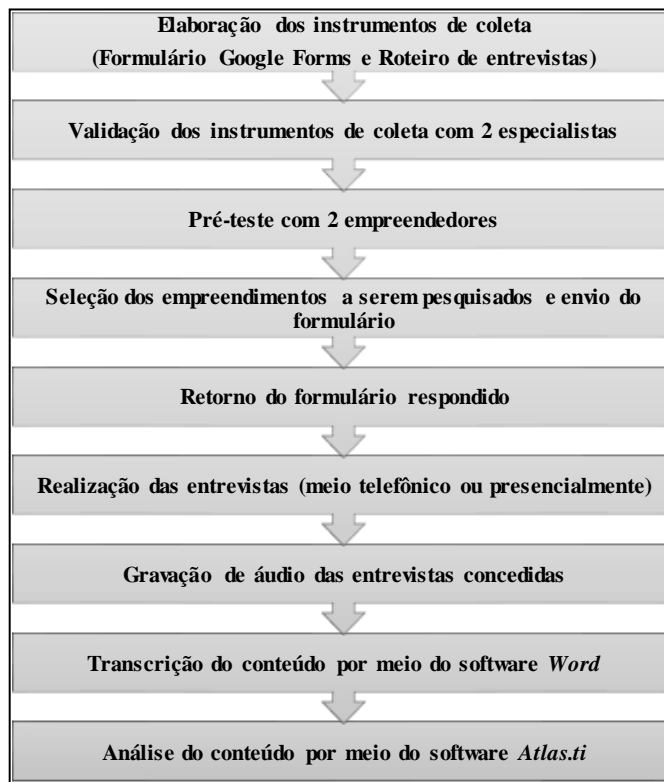 Elaboração dos instrumentos de coleta
(Formulário Google Forms e Roteiro de entrevistas)
Validação dos instrumentos de coleta com 2 especialistas
Pré-teste com 2 empreendedores
Seleção dos empreendimentos a serem pesquisados e envio do
formulário
Retorno do formulário respondido
Realização das entrevistas (meio telefônico ou presencialmente)
Gravação de áudio das entrevistas concedidas
Transcrição do conteúdo por meio do software Word
Análise do conteúdo por meio do software Atlas.ti